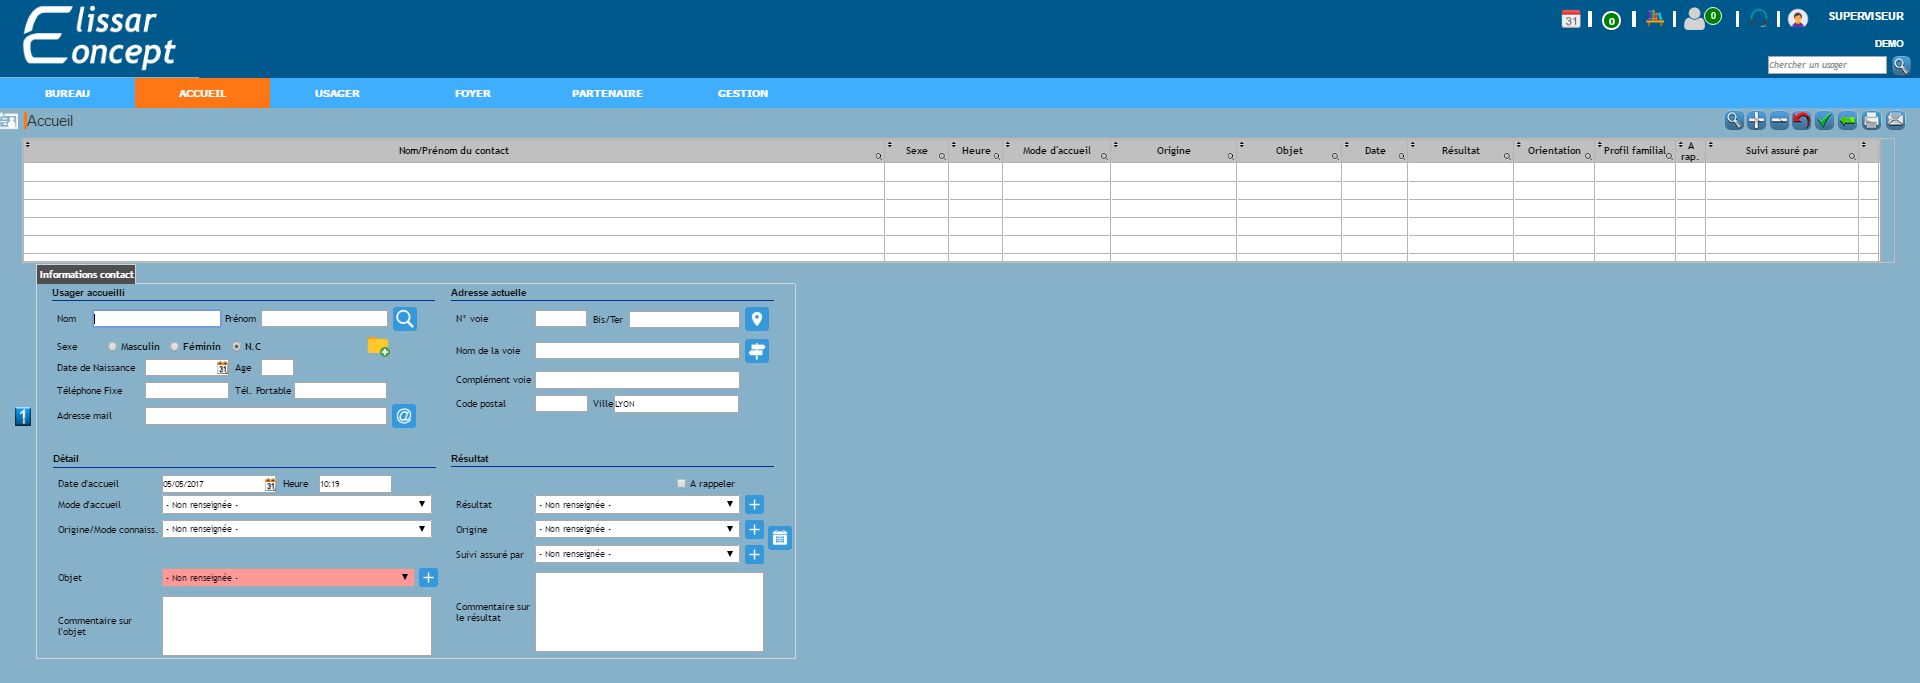 Elissar
Concept
31 0 0 SUPERVISEUR
DEMO
Chercher un usager
BUREAU ACCUEIL USAGER FOYER PARTENAIRE GESTION
Accueil
Nom/Prénom du contact Sexe Heure Mode d'accueil Origine Objet Date Résultat Orientation Profil familial A rap. Suivi assuré par
Informations contact
Usager accueilli Adresse actuelle
Nom Prénom N° voie Bis/Ter
Sexe Masculin Féminin N.C Nom de la voie
Date de Naissance 31 Age
Téléphone Fixe Tél. Portable Complément voie
Code postal Ville LYON
1 Adresse mail @
Détail Résultat
Date d'accueil 05/05/2017 31 Heure 10:19 A rappeler
Mode d'accueil - Non renseignée - Résultat - Non renseignée -
Origine/Mode connaiss. - Non renseignée - Origine - Non renseignée -
Suivi assuré par - Non renseignée -
Objet - Non renseignée -
Commentaire sur
l'objet
Commentaire sur
le résultat